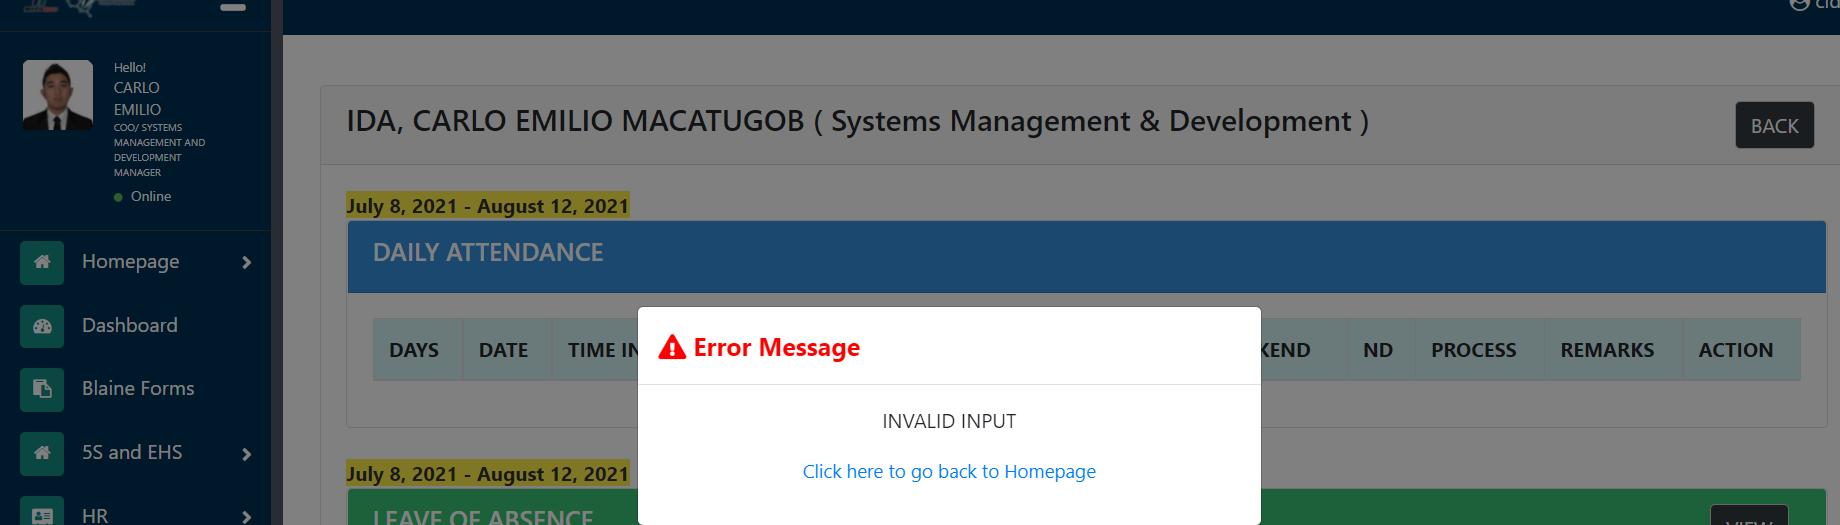 Hello!
CARLO
EMILIO
COO/ SYSTEMS
MANAGEMENT AND
DEVELOPMENT
MANAGER
Online
Homepage
Dashboard
Blaine Forms
5S and EHS
HR
IDA, CARLO EMILIO MACATUGOB ( Systems Management & Development )
BACK
July 8, 2021 - August 12, 2021
DAILY ATTENDANCE
DAYS DATE TIME IN KEND ND PROCESS REMARKS ACTION
Error Message
INVALID INPUT
Click here to go back to Homepage
July 8, 2021 - August 12, 2021
LEAVE OF ABSENCE
VIEW